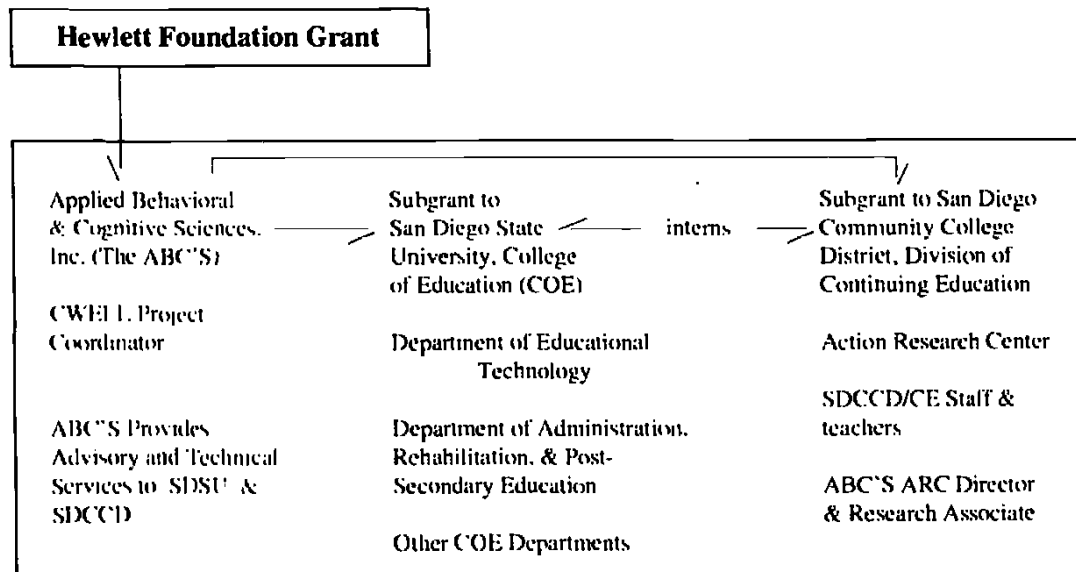 Hewlett Foundation Grant
Applied Behavioral
& Cognitive Sciences,
Inc. (The ABC'S)
CWELL Project
Coordinator
ABC'S Provides
Advisory and Technical
Services to SDSU &
SDCCD
Subgrant to
San Diego State
University, College
of Education (COE)
Department of Educational
Technology
Department of Administration,
Rehabilitation, & Post-
Secondary Education
Other COE Departments
interns
Subgrant to San Diego
Community College
District, Division of
Continuing Education
Action Research Center
SDCCD/CE Staff &
teachers
ABC'S ARC Director
& Research Associate